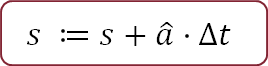 s := s + â · Δt